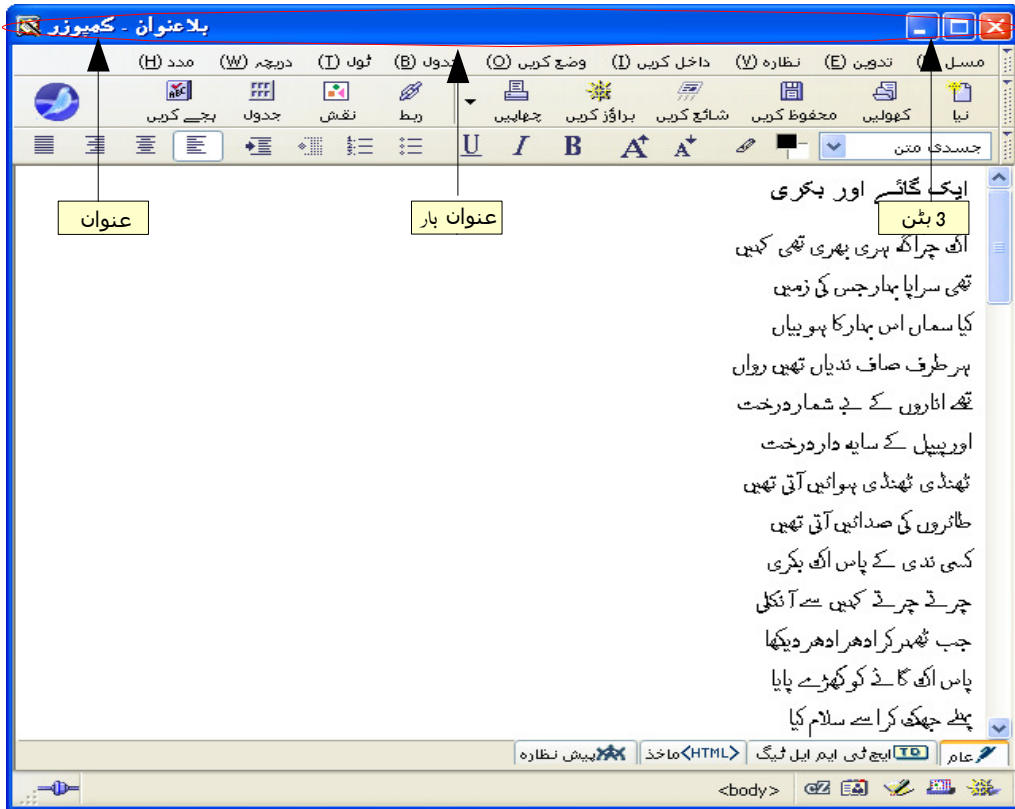 بلاعنوان - کمپوزر
مسل تدوین (E) نظارہ (V) داخل کریں (I) وضع کریں (O) جدول (B) ٹول (T) دریچہ (W) مدد (H)
نیا کھولیں محفوظ کریں شائع کریں براؤز کریں چھاپیں ربط نقش جدول ہجے کریں
جسدی متن
عنوان
عنوان بار
3 بٹن
ایک گائے اور بکری
اک چراگہ ہری بھری تھی کہیں
تھی سراپا بہار جس کی زمیں
کیا سماں اس بہار کا ہو بیاں
ہر طرف صاف ندیاں تھیں رواں
تھے اناروں کے بے شمار درخت
اور پیپل کے سایہ دار درخت
ٹھنڈی ٹھنڈی ہوائیں آتی تھیں
طائروں کی صدائیں آتی تھیں
کسی ندی کے پاس اک بکری
چرتے چرتے کہیں سے آ نکلی
جب ٹھہر کر ادھر ادھر دیکھا
پاس اک گائے کو کھڑے پایا
پہلے جھک کر اسے سلام کیا
عام ایچ ٹی ایم ایل ٹیگ <HTML>ماخذ پیش نظارہ
<body>